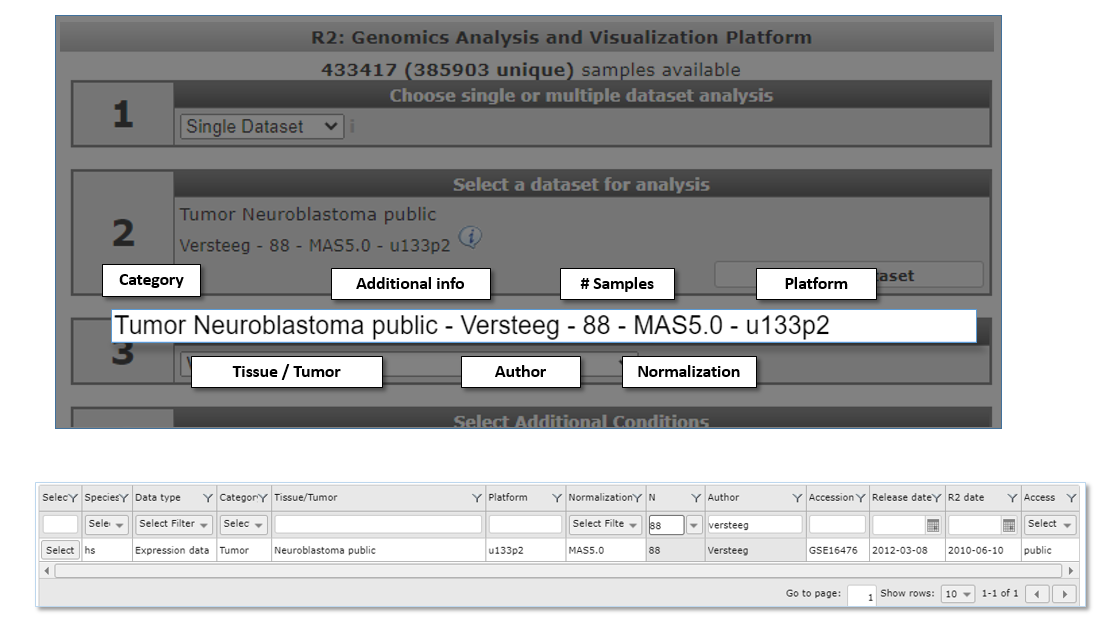 R2: Genomics Analysis and Visualization Platform
433417 (385903 unique) samples available
1
Choose single or multiple dataset analysis
Single Dataset
i
2
Select a dataset for analysis
Tumor Neuroblastoma public
Versteeg - 88 - MAS5.0 - u133p2
i
Category
Additional info
# Samples
Platform
Tumor Neuroblastoma public - Versteeg - 88 - MAS5.0 - u133p2
3
Tissue / Tumor
Author
Normalization
Select Additional Conditions
Selec Species Data type Categor Tissue/Tumor Platform Normalization N Author Accession Release date R2 date Access
Sele Select Filter Selec Select Filte 88 versteeg Select
Select hs Expression data Tumor Neuroblastoma public u133p2 MAS5.0 88 Versteeg GSE16476 2012-03-08 2010-06-10 public
Go to page: 1 Show rows: 10 1-1 of 1